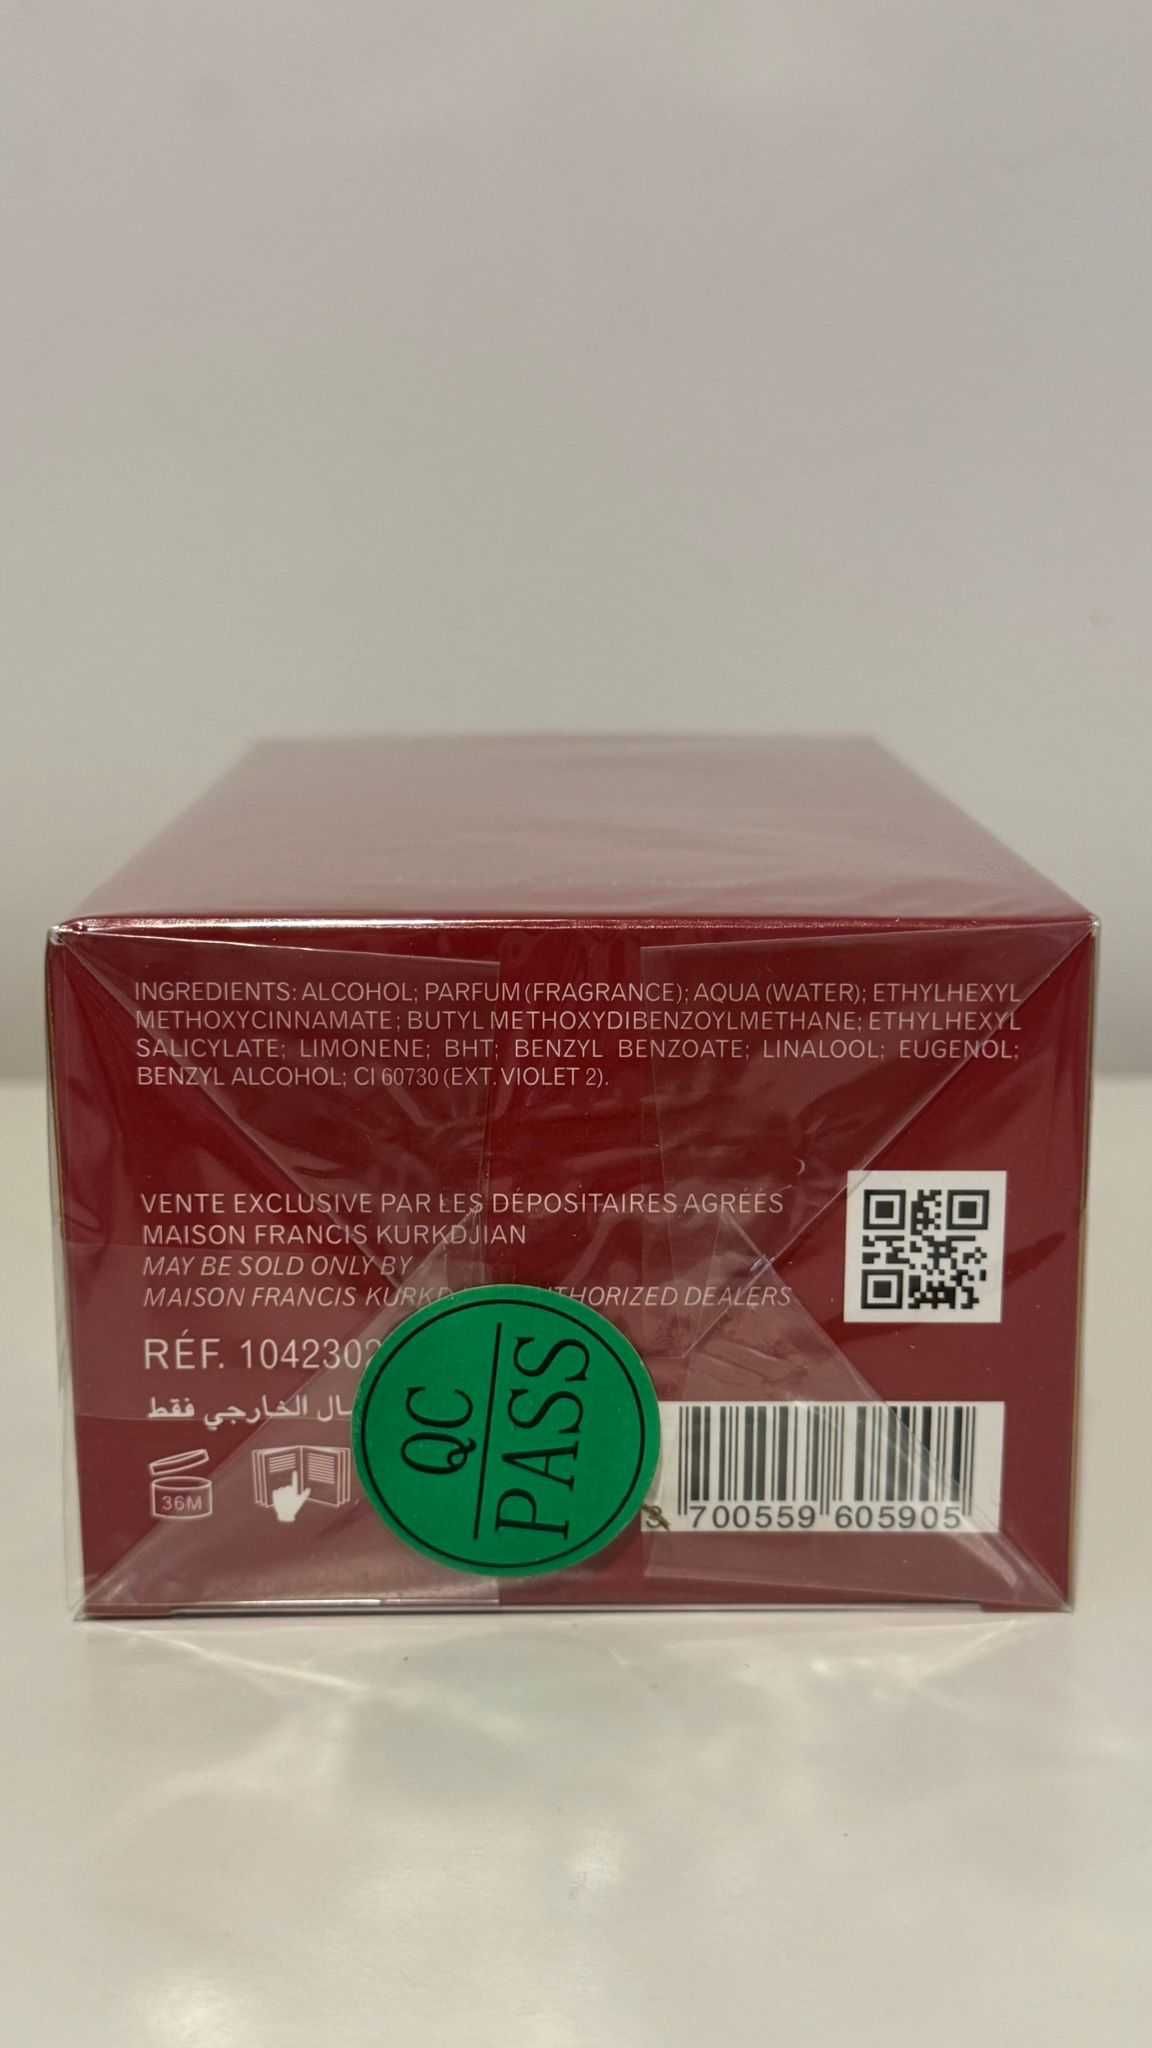 INGREDIENTS: ALCOHOL; PARFUM (FRAGRANCE); AQUA (WATER); ETHYLHEXYL
METHOXYCINNAMATE; BUTYL METHOXYDIBENZOYLMETHANE; ETHYLHEXYL
SALICYLATE; LIMONENE; BHT; BENZYL BENZOATE; LINALOOL; EUGENOL;
BENZYL ALCOHOL; CI 60730 (EXT. VIOLET 2).
VENTE EXCLUSIVE PAR LES DÉPOSITAIRES AGRÉÉS
MAISON FRANCIS KURKDJIAN
MAY BE SOLD ONLY BY
MAISON FRANCIS DEALERS
RÉF.
الخارجي فقط
36M
QC
PASS
3 700559 605905